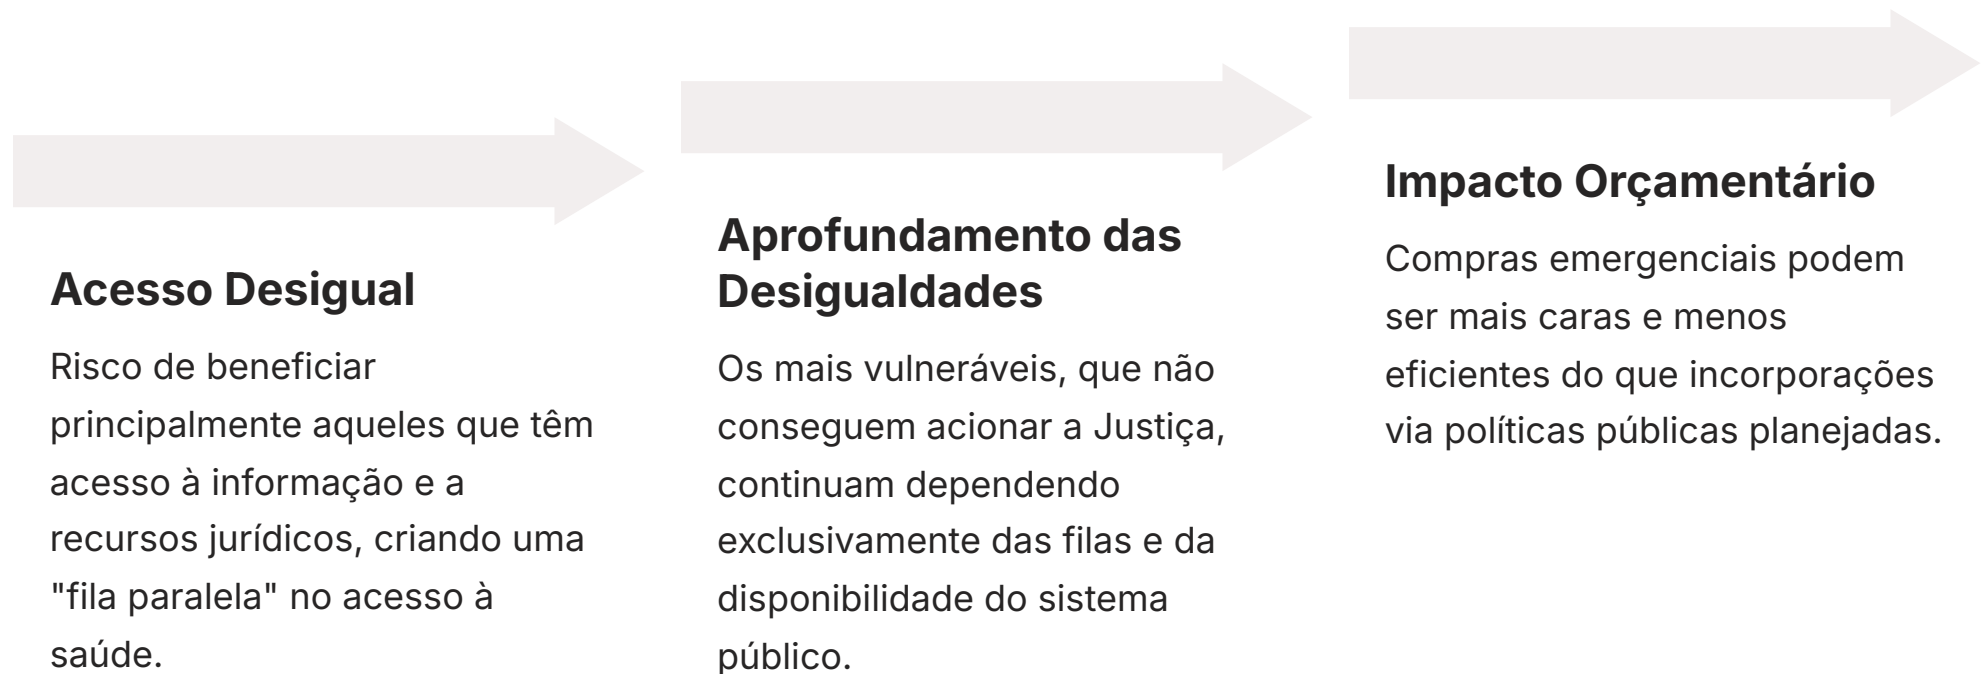 Acesso Desigual
Risco de beneficiar
principalmente aqueles que têm
acesso à informação e a
recursos jurídicos, criando uma
"fila paralela" no acesso à
saúde.
Aprofundamento das
Desigualdades
Os mais vulneráveis, que não
conseguem acionar a Justiça,
continuam dependendo
exclusivamente das filas e da
disponibilidade do sistema
público.
Impacto Orçamentário
Compras emergenciais podem
ser mais caras e menos
eficientes do que incorporações
via políticas públicas planejadas.